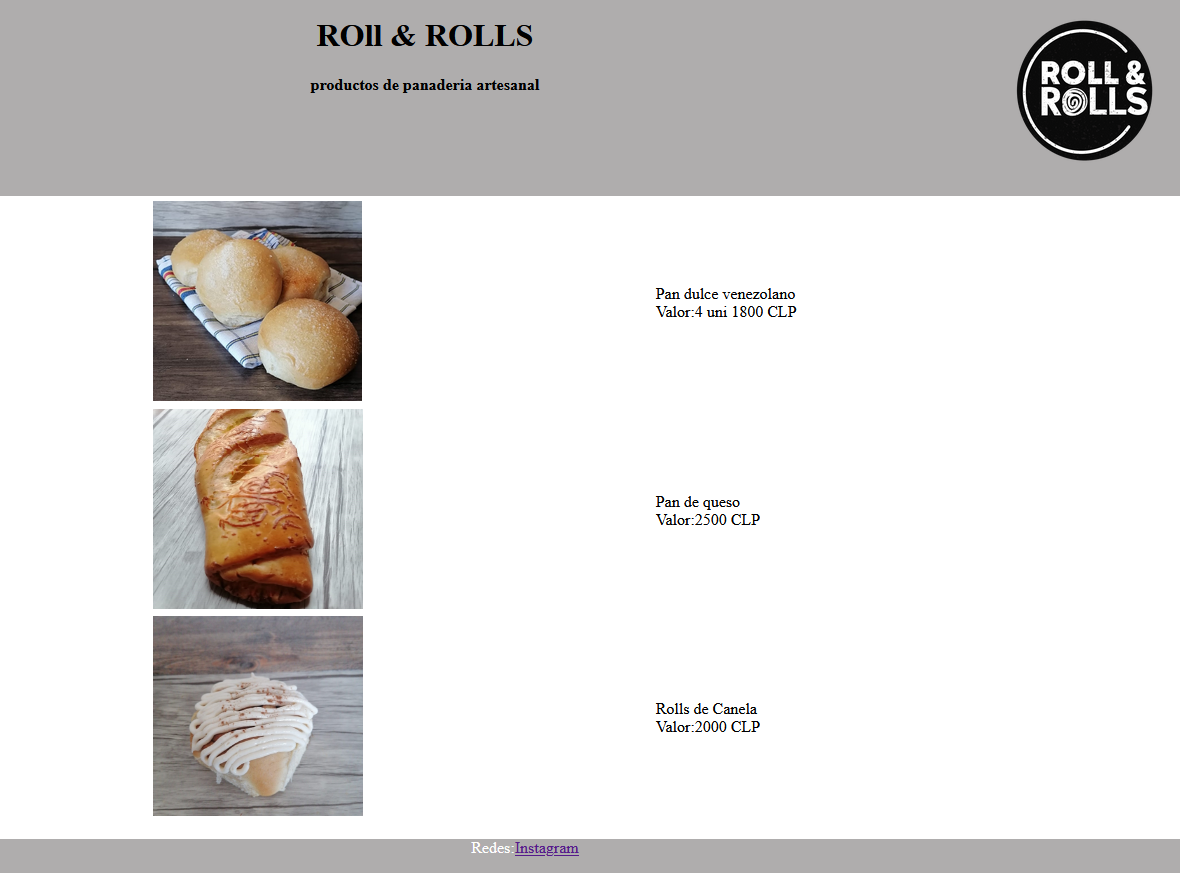 ROll & ROLLS
productos de panaderia artesanal
ROLL &
ROLLS
Pan dulce venezolano
Valor:4 uni 1800 CLP
Pan de queso
Valor:2500 CLP
Rolls de Canela
Valor:2000 CLP
Redes:Instagram